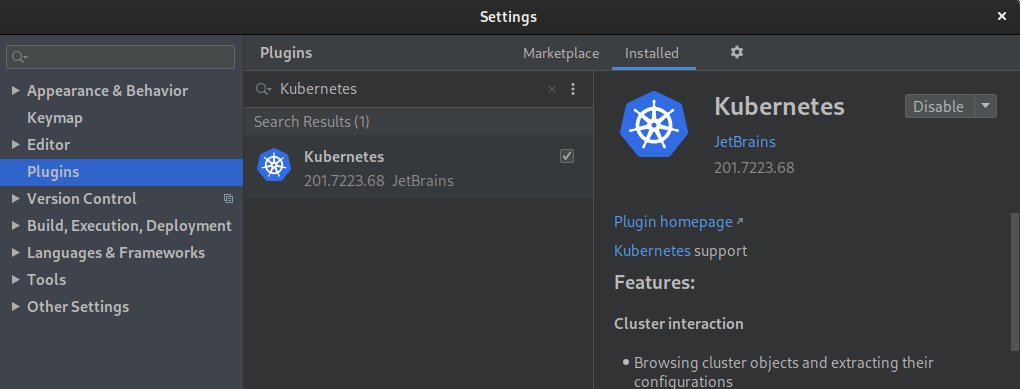 Settings
Appearance & Behavior
Keymap
Editor
Plugins
Version Control
Build, Execution, Deployment
Languages & Frameworks
Tools
Other Settings
Plugins
Marketplace
Installed
Kubernetes
Search Results (1)
Kubernetes
201.7223.68 JetBrains
Kubernetes
Disable
JetBrains
201.7223.68
Plugin homepage
Kubernetes support
Features:
Cluster interaction
Browsing cluster objects and extracting their
configurations